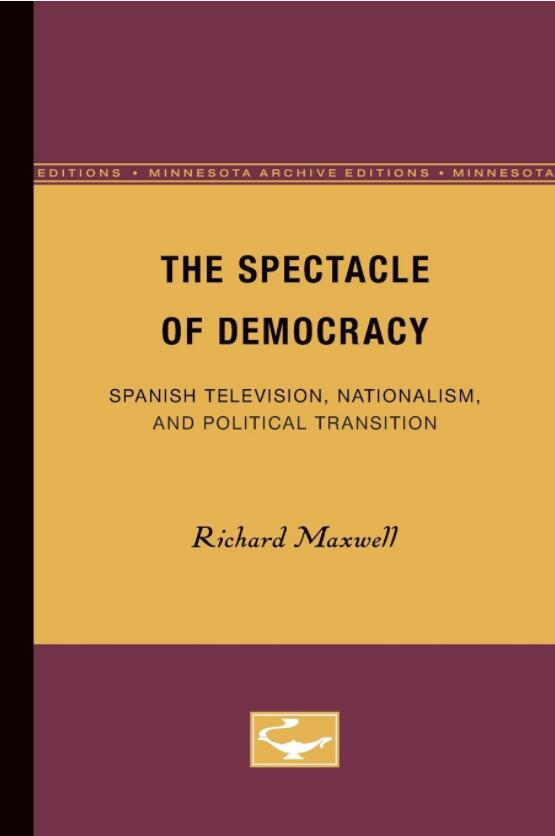 EDITIONS • MINNESOTA ARCHIVE EDITIONS • MINNESOTA
THE SPECTACLE
OF DEMOCRACY
SPANISH TELEVISION, NATIONALISM,
AND POLITICAL TRANSITION
Richard Maxwell